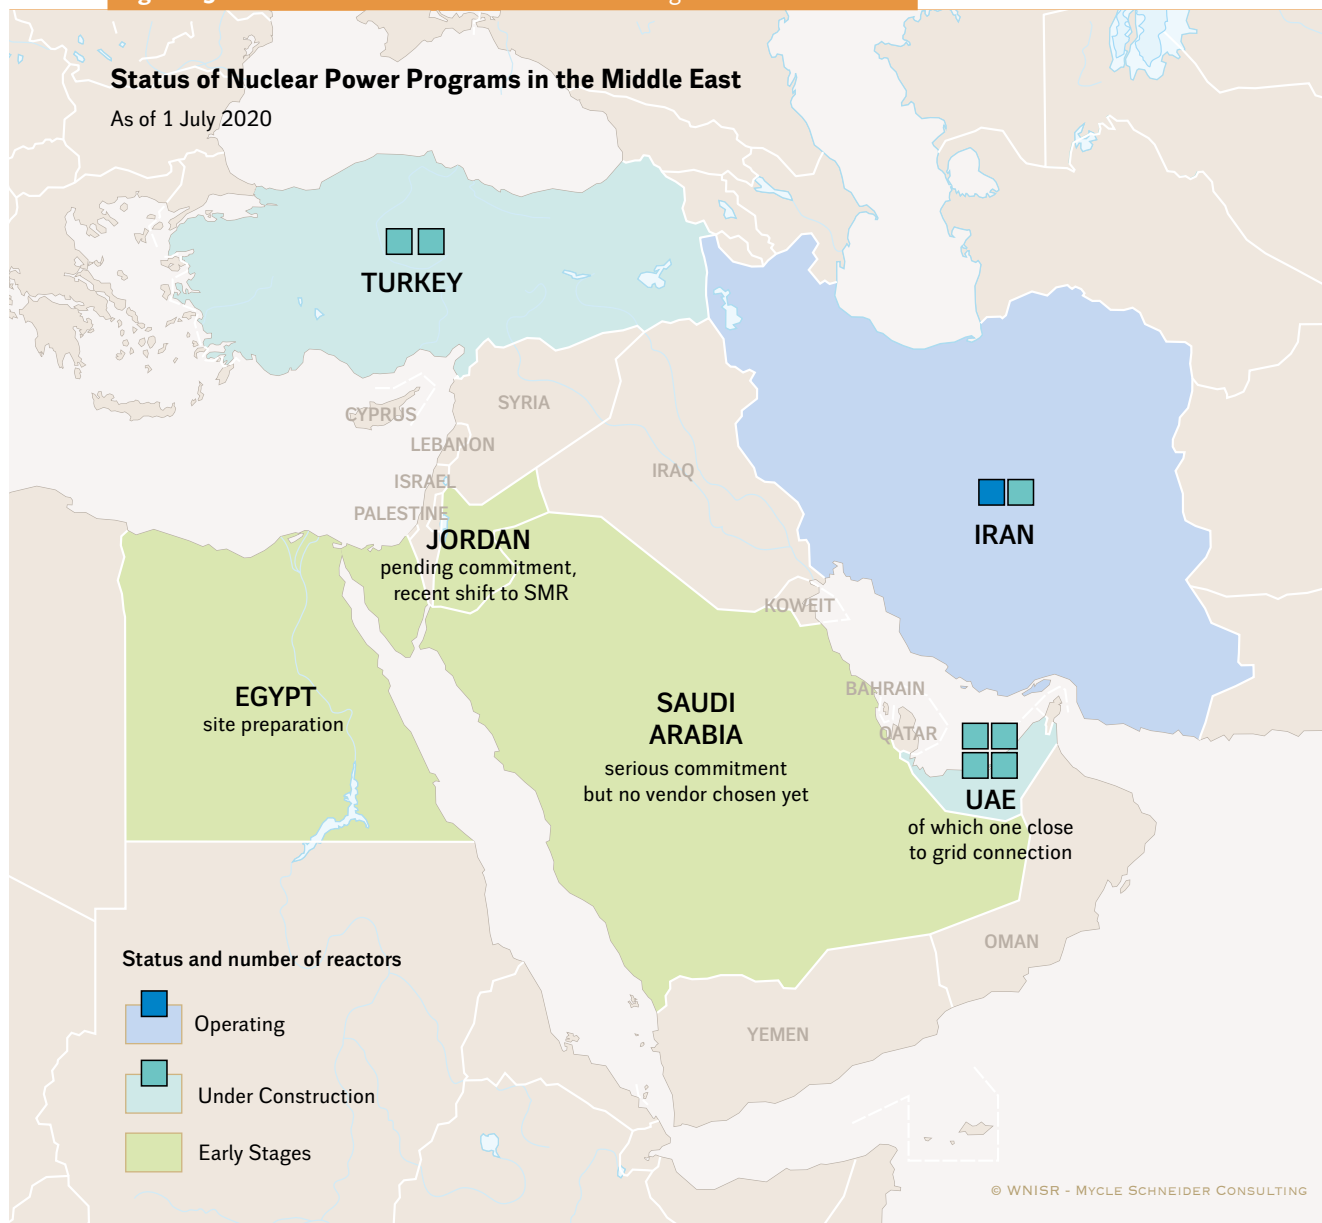 Status of Nuclear Power Programs in the Middle East
As of 1 July 2020
TURKEY
CYPRUS
SYRIA
LEBANON
ISRAEL
IRAQ
PALESTINE
JORDAN
pending commitment,
recent shift to SMR
IRAN
KOWEIT
EGYPT
site preparation
SAUDI
ARABIA
serious commitment
but no vendor chosen yet
BAHRAIN
QATAR
UAE
of which one close
to grid connection
OMAN
YEMEN
Status and number of reactors
Operating
Under Construction
Early Stages
© WNISR - Mycle Schneider Consulting